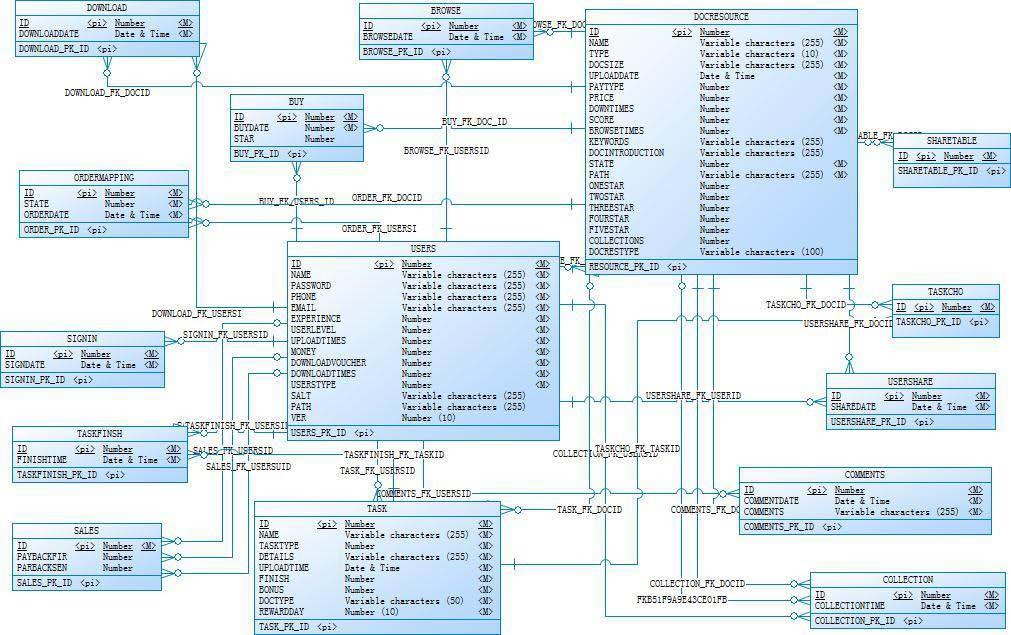 DOWNLOAD
ID <pi> Number <M>
DOWNLOADDATE Date & Time <M>
DOWNLOAD_PK_ID <pi>
BROWSE
ID <pi> Number <M>
BROWSEDATE Date & Time <M>
BROWSE_PK_ID <pi>
DOCRESOURCE
ID <pi> Number <M>
NAME Variable characters (255) <M>
TYPE Variable characters (10) <M>
DOCSIZE Variable characters (255) <M>
UPLOADDATE Date & Time <M>
PAYTYPE Number <M>
PRICE Number <M>
DOWNTIMES Number <M>
SCORE Number <M>
BROWSETIMES Number <M>
KEYWORDS Variable characters (255)
DOCINTRODUCTION Variable characters (255)
STATE Number <M>
PATH Variable characters (255) <M>
ONESTAR Number
TWOSTAR Number
THREESTAR Number
FOURSTAR Number
FIVESTAR Number
COLLECTIONS Number
DOCRESTYPE Variable characters (100)
RESOURCE_PK_ID <pi>
DOWNLOAD_FK_DOCID
BUY
ID <pi> Number <M>
BUYDATE Number <M>
STAR Number
BUY_PK_ID <pi>
BUY_FK_DOC_ID
BROWSE_FK_USERSID
SHARETABLE
ID <pi> Number <M>
SHARETABLE_PK_ID <pi>
ORDERMAPPING
ID <pi> Number <M>
STATE Number <M>
ORDERDATE Date & Time <M>
ORDER_PK_ID <pi>
BUY_FK_USERS_ID
ORDER_FK_DOCID
ORDER_FK_USERSI
USERS
ID <pi> Number <M>
NAME Variable characters (255) <M>
PASSWORD Variable characters (255) <M>
PHONE Variable characters (255) <M>
EMAIL Variable characters (255) <M>
EXPERIENCE Number <M>
USERLEVEL Number <M>
UPLOADTIMES Number <M>
MONEY Number <M>
DOWNLOADVOUCHER Number <M>
DOWNLOADTIMES Number <M>
USERSTYPE Number <M>
SALT Variable characters (255)
PATH Variable characters (255)
VER Number (10)
USERS_PK_ID <pi>
TASKCHO
ID <pi> Number <M>
TASKCHO_PK_ID <pi>
TASKCHO_FK_DOCID
USERSHARE_FK_DOCID
DOWNLOAD_FK_USERSI
SIGNIN
ID <pi> Number <M>
SIGNDATE Date & Time <M>
SIGNIN_PK_ID <pi>
SIGNIN_FK_USERSID
USERSHARE
ID <pi> Number <M>
SHAREDATE Date & Time <M>
USERSHARE_PK_ID <pi>
USERSHARE_FK_USERID
TASKFINSH
ID <pi> Number <M>
FINISHTIME Date & Time <M>
TASKFINISH_PK_ID <pi>
TASKFINISH_FK_USERSID
SALES_FK_USERSID
SALES_FK_USERSUID
TASKFINISH_FK_TASKID
TASK_FK_USERSID
COMMENTS_FK_USERSID
TASKCHO_FK_TASKID
COMMENTS
ID <pi> Number <M>
COMMENTDATE Date & Time <M>
COMMENTS Variable characters (255) <M>
COMMENTS_PK_ID <pi>
TASK
ID <pi> Number <M>
NAME Variable characters (255) <M>
TASKTYPE Number <M>
DETAILS Variable characters (255) <M>
UPLOADTIME Date & Time <M>
FINISH Number <M>
BONUS Number <M>
DOCTYPE Variable characters (50) <M>
REWARDDAY Number (10) <M>
TASK_PK_ID <pi>
TASK_FK_DOCID
COMMENTS_FK_DO
SALES
ID <pi> Number <M>
PAYBACKFIR Number
PARBACKSEN Number
SALES_PK_ID <pi>
COLLECTION_FK_DOCID
FKB51F9A9E43CE01FB
COLLECTION
ID <pi> Number <M>
COLLECTIONTIME Date & Time <M>
COLLECTION_PK_ID <pi>